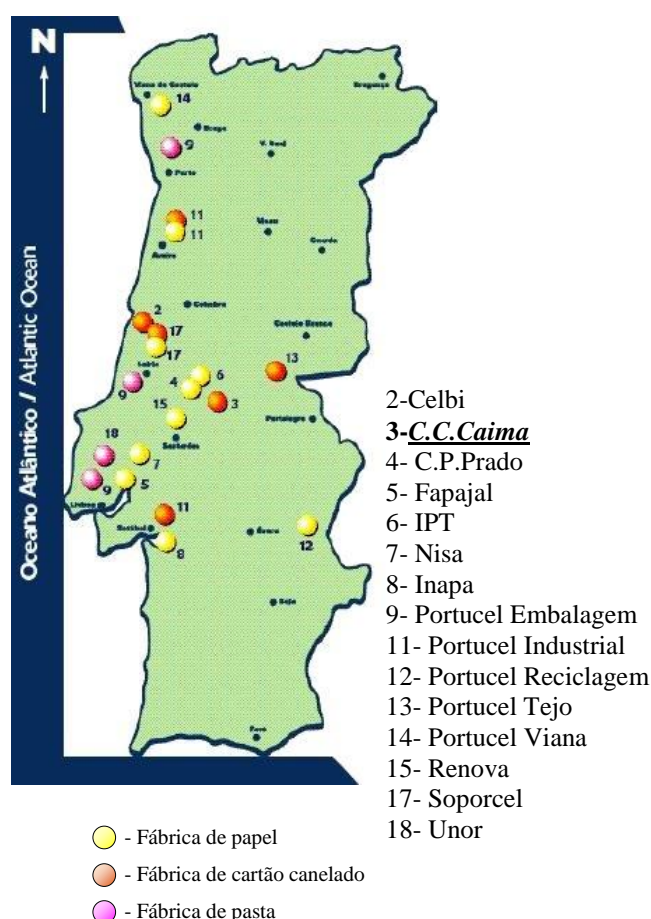 N
Viana do Castelo
14
Bragança
Braga
9
V. Real
Porto
11
11
Viseu
Aveiro
Guarda
Coimbra
2
17
Castelo Branco
17
13
Leiria
6
9
4
3
15
Portalegre
Santarém
18
7
9
5
Lisboa
11
Setúbal
Évora
12
8
Beja
Faro
Oceano Atlântico / Atlantic Ocean
2-Celbi
3-C.C.Caima
4- C.P.Prado
5- Fapajal
6- IPT
7- Nisa
8- Inapa
9- Portucel Embalagem
11- Portucel Industrial
12- Portucel Reciclagem
13- Portucel Tejo
14- Portucel Viana
15- Renova
17- Soporcel
18- Unor
- Fábrica de papel
- Fábrica de cartão canelado
- Fábrica de pasta